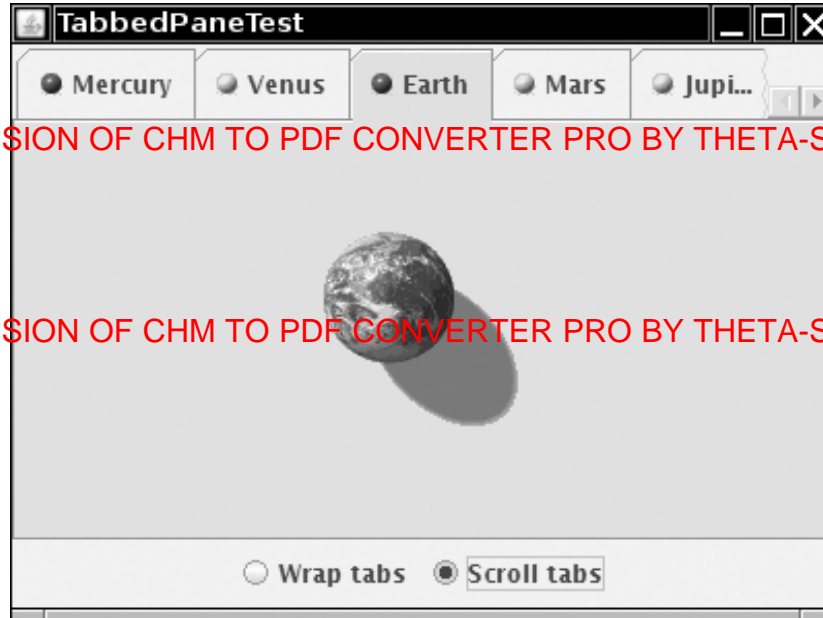 TabbedPaneTest
Mercury Venus Earth Mars Jupi...
SION OF CHM TO PDF CONVERTER PRO BY THETA-S
SION OF CHM TO PDF CONVERTER PRO BY THETA-S
Wrap tabs Scroll tabs